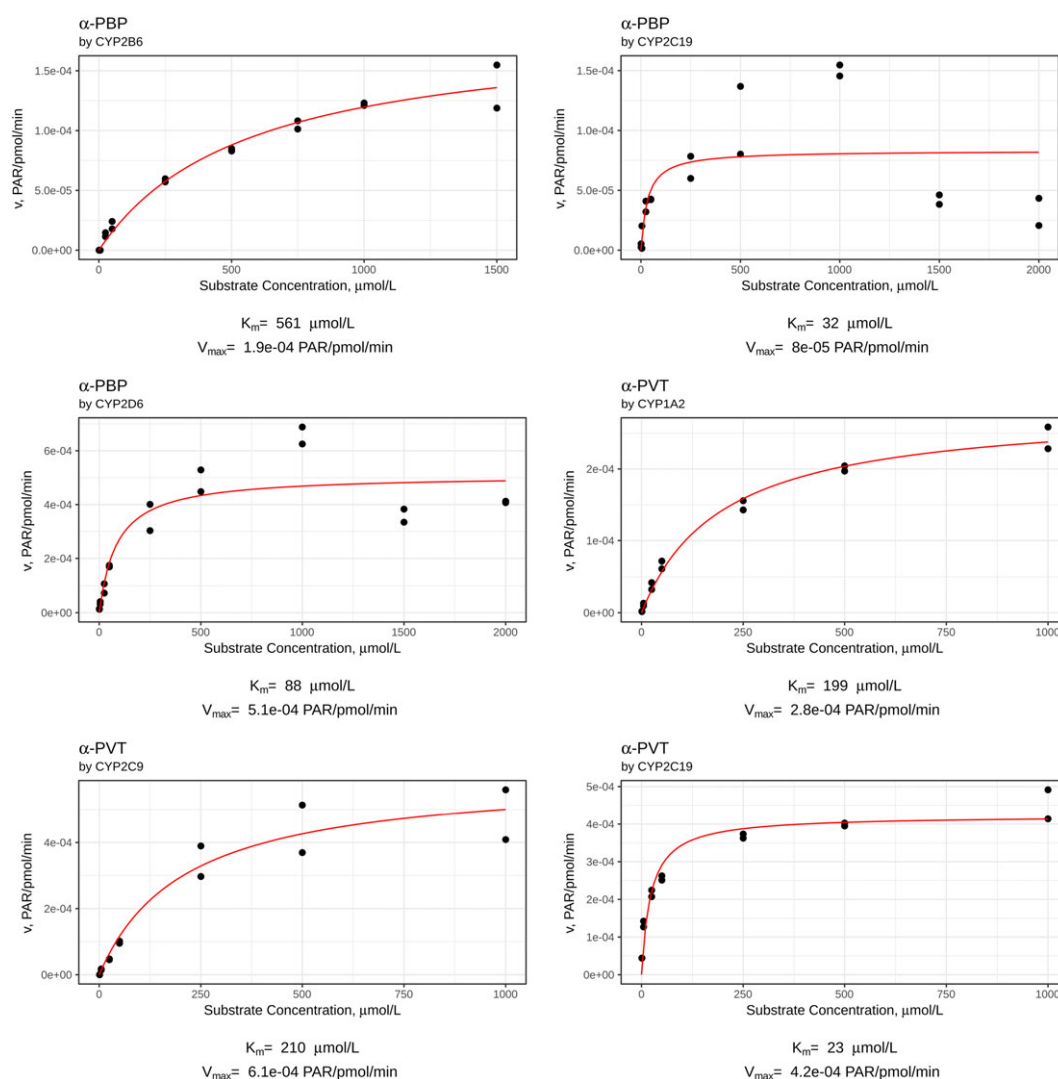 α-PBP
by CYP2B6
1.5e-04
1.0e-04
5.0e-05
0.0e+00
v, PAR/pmol/min
0 500 1000 1500
Substrate Concentration, μmol/L
Km= 561 μmol/L
Vmax= 1.9e-04 PAR/pmol/min
α-PBP
by CYP2C19
1.5e-04
1.0e-04
5.0e-05
0.0e+00
v, PAR/pmol/min
0 500 1000 1500 2000
Substrate Concentration, μmol/L
Km= 32 μmol/L
Vmax= 8e-05 PAR/pmol/min
α-PBP
by CYP2D6
6e-04
4e-04
2e-04
0e+00
v, PAR/pmol/min
0 500 1000 1500 2000
Substrate Concentration, μmol/L
Km= 88 μmol/L
Vmax= 5.1e-04 PAR/pmol/min
α-PVT
by CYP1A2
2e-04
1e-04
0e+00
v, PAR/pmol/min
0 250 500 750 1000
Substrate Concentration, μmol/L
Km= 199 μmol/L
Vmax= 2.8e-04 PAR/pmol/min
α-PVT
by CYP2C9
4e-04
2e-04
0e+00
v, PAR/pmol/min
0 250 500 750 1000
Substrate Concentration, μmol/L
Km= 210 μmol/L
Vmax= 6.1e-04 PAR/pmol/min
α-PVT
by CYP2C19
5e-04
4e-04
3e-04
2e-04
1e-04
0e+00
v, PAR/pmol/min
0 250 500 750 1000
Substrate Concentration, μmol/L
Km= 23 μmol/L
Vmax= 4.2e-04 PAR/pmol/min